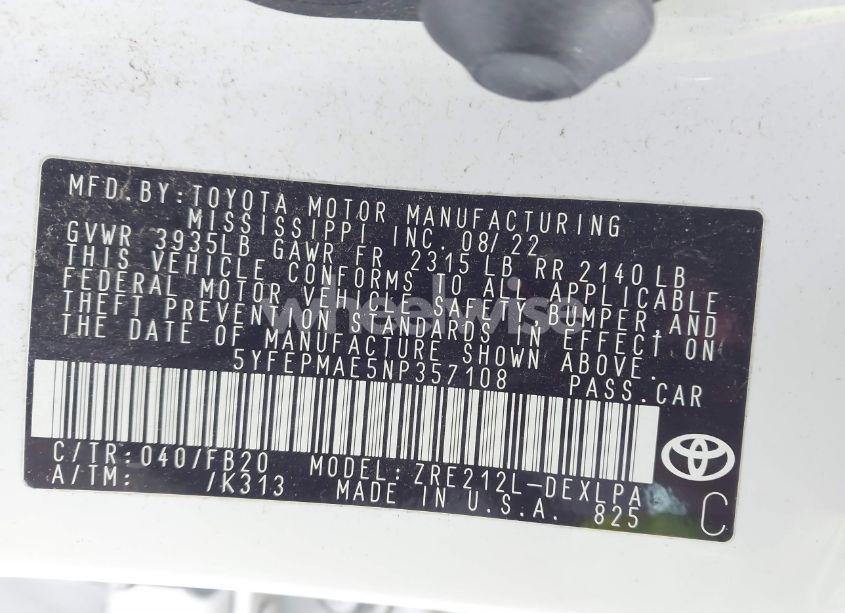 MFD.BY:TOYOTA MOTOR MANUFACTURING
MISSISSIPPI INC. 08/22
GVWR 3935LB GAWR FR 2315 LB RR 2140 LB
THIS VEHICLE CONFORMS TO ALL APPLICABLE
FEDERAL MOTOR VEHICLE SAFETY, BUMPER, AND
THEFT PREVENTION STANDARDS IN EFFECT ON
THE DATE OF MANUFACTURE SHOWN ABOVE.
5YFEPMAE5NP357108 PASS.CAR
C/TR:040/FB20 MODEL:ZRE212L-DEXLPA
A/TM: /K313 MADE IN U.S.A. 825 C
wheelwise